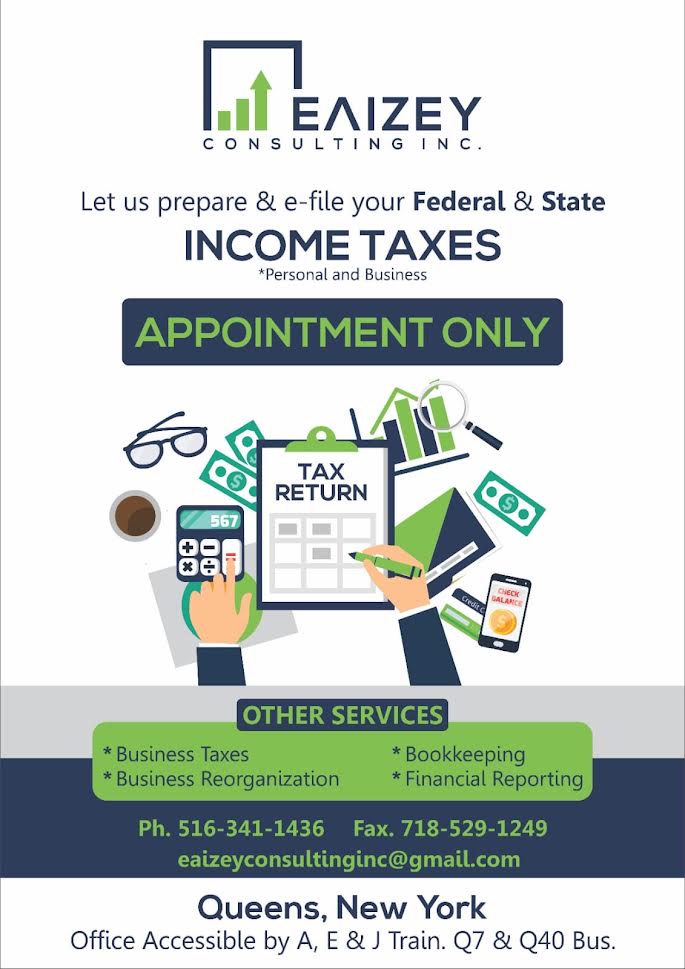 EAIZEY
CONSULTING INC.
Let us prepare & e-file your Federal & State
INCOME TAXES
*Personal and Business
APPOINTMENT ONLY
TAX
RETURN
567
CHECK
BALANCE
OTHER SERVICES
* Business Taxes
* Bookkeeping
* Business Reorganization
* Financial Reporting
Ph. 516-341-1436 Fax. 718-529-1249
eaizeyconsultinginc@gmail.com
Queens, New York
Office Accessible by A, E & J Train. Q7 & Q40 Bus.